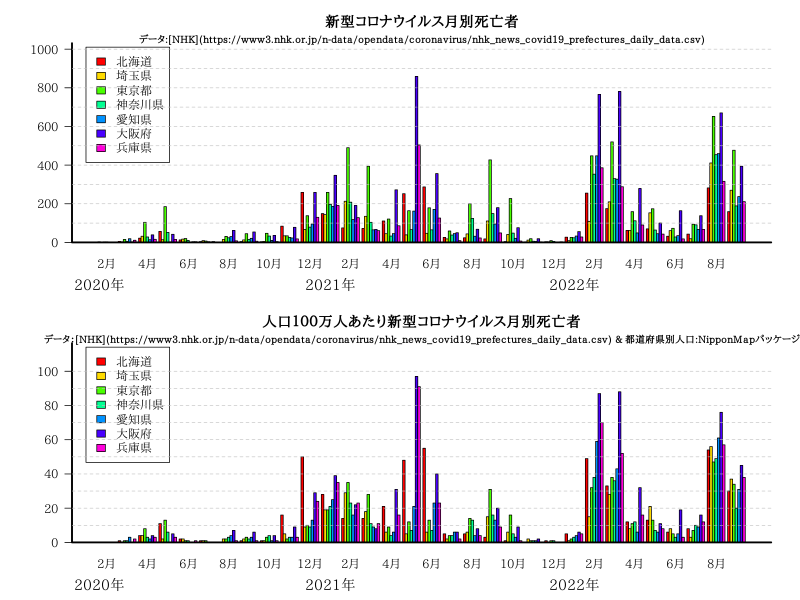 新型コロナウイルス月別死亡者
データ:[NHK](https://www3.nhk.or.jp/n-data/opendata/coronavirus/nhk_news_covid19_prefectures_daily_data.csv)
1000
800
600
400
200
0
北海道
埼玉県
東京都
神奈川県
愛知県
大阪府
兵庫県
2月 4月 6月 8月 10月 12月 2月 4月 6月 8月 10月 12月 2月 4月 6月 8月
2020年 2021年 2022年
人口100万人あたり新型コロナウイルス月別死亡者
データ:[NHK](https://www3.nhk.or.jp/n-data/opendata/coronavirus/nhk_news_covid19_prefectures_daily_data.csv) & 都道府県別人口:NipponMapパッケージ
100
80
60
40
20
0
北海道
埼玉県
東京都
神奈川県
愛知県
大阪府
兵庫県
2月 4月 6月 8月 10月 12月 2月 4月 6月 8月 10月 12月 2月 4月 6月 8月
2020年 2021年 2022年